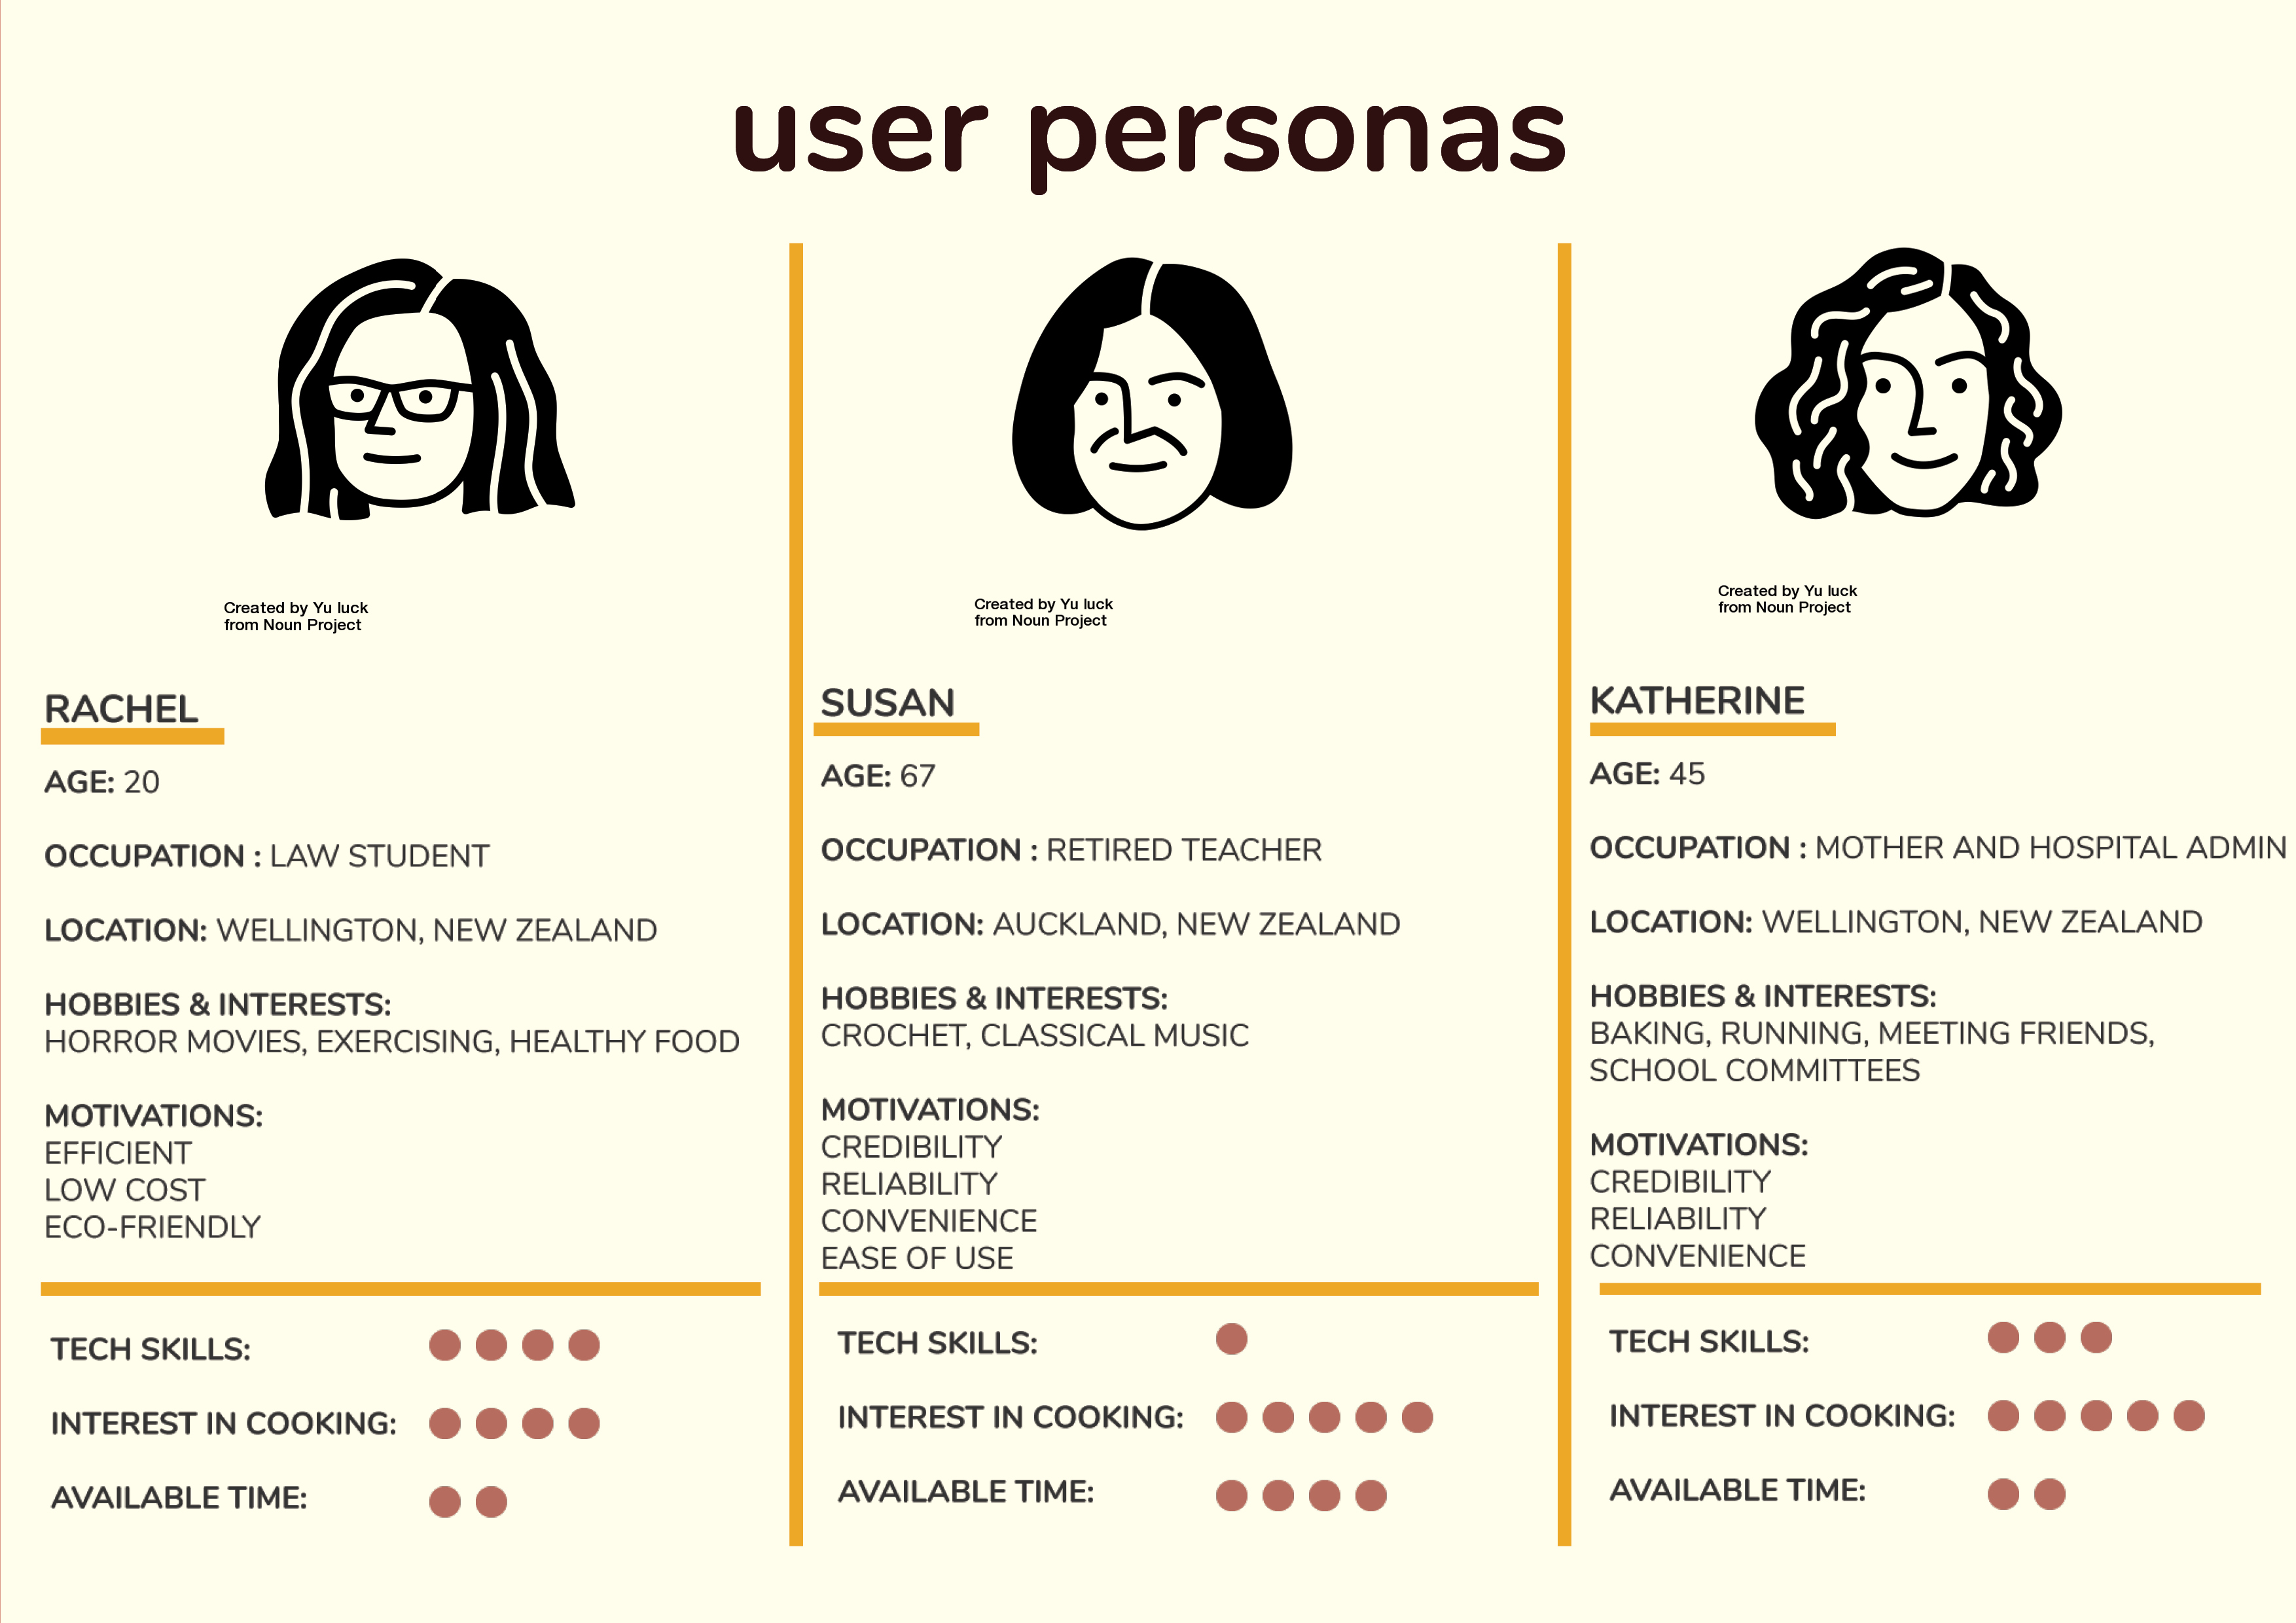 user personas
Created by Yu luck
from Noun Project
RACHEL
AGE: 20
OCCUPATION : LAW STUDENT
LOCATION: WELLINGTON, NEW ZEALAND
HOBBIES & INTERESTS:
HORROR MOVIES, EXERCISING, HEALTHY FOOD
MOTIVATIONS:
EFFICIENT
LOW COST
ECO-FRIENDLY
TECH SKILLS:
INTEREST IN COOKING:
AVAILABLE TIME:
Created by Yu luck
from Noun Project
SUSAN
AGE: 67
OCCUPATION : RETIRED TEACHER
LOCATION: AUCKLAND, NEW ZEALAND
HOBBIES & INTERESTS:
CROCHET, CLASSICAL MUSIC
MOTIVATIONS:
CREDIBILITY
RELIABILITY
CONVENIENCE
EASE OF USE
TECH SKILLS:
INTEREST IN COOKING:
AVAILABLE TIME:
Created by Yu luck
from Noun Project
KATHERINE
AGE: 45
OCCUPATION : MOTHER AND HOSPITAL ADMIN
LOCATION: WELLINGTON, NEW ZEALAND
HOBBIES & INTERESTS:
BAKING, RUNNING, MEETING FRIENDS,
SCHOOL COMMITTEES
MOTIVATIONS:
CREDIBILITY
RELIABILITY
CONVENIENCE
TECH SKILLS:
INTEREST IN COOKING:
AVAILABLE TIME: